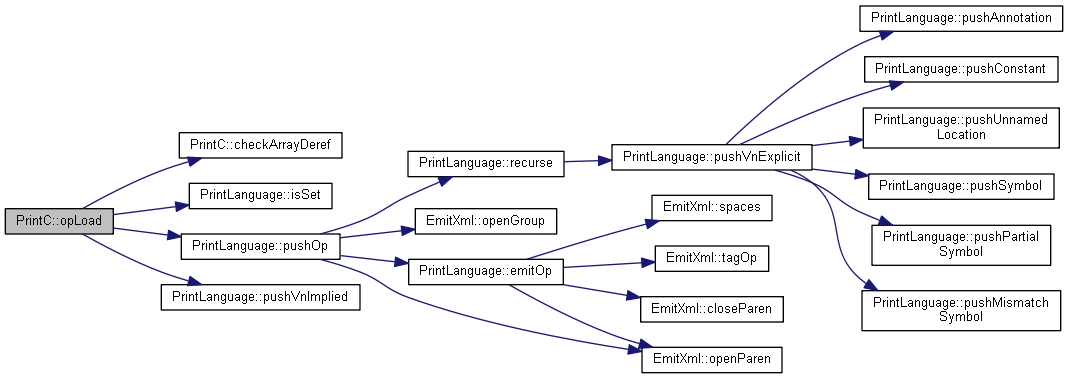 PrintC::opLoad
PrintC::checkArrayDeref
PrintLanguage::isSet
PrintLanguage::pushOp
PrintLanguage::pushVnImplied
PrintLanguage::recurse
EmitXml::openGroup
PrintLanguage::emitOp
PrintLanguage::pushVnExplicit
EmitXml::spaces
EmitXml::tagOp
EmitXml::closeParen
EmitXml::openParen
PrintLanguage::pushAnnotation
PrintLanguage::pushConstant
PrintLanguage::pushUnnamed
Location
PrintLanguage::pushSymbol
PrintLanguage::pushPartial
Symbol
PrintLanguage::pushMismatch
Symbol